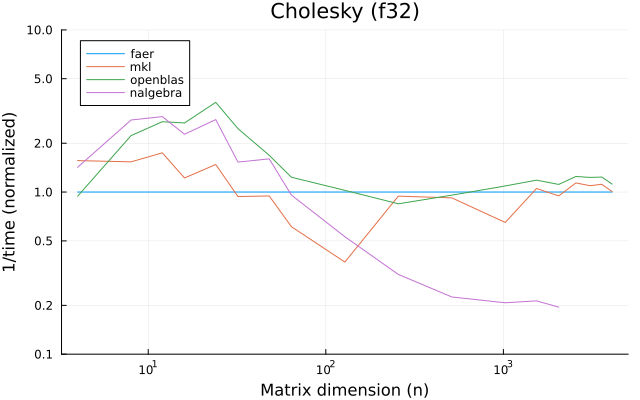 Cholesky (f32)
1/time (normalized)
10.0
5.0
2.0
1.0
0.5
0.2
0.1
faer
mkl
openblas
nalgebra
10¹ 10² 10³
Matrix dimension (n)